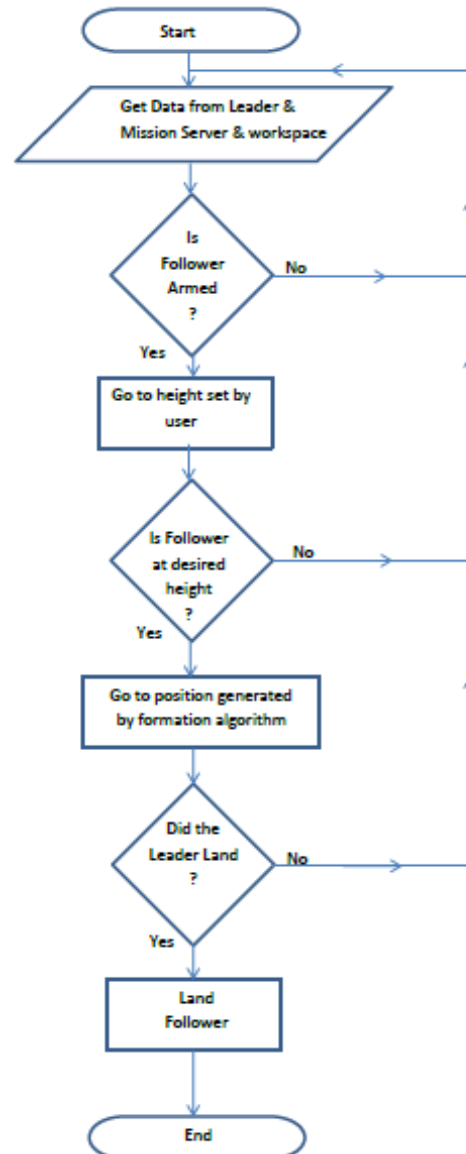 Start
Get Data from Leader &
Mission Server & workspace
Is
Follower
Armed
?
No
Yes
Go to height set by
user
Is Follower
at desired
height
?
No
Yes
Go to position generated
by formation algorithm
Did the
Leader Land
?
No
Yes
Land
Follower
End